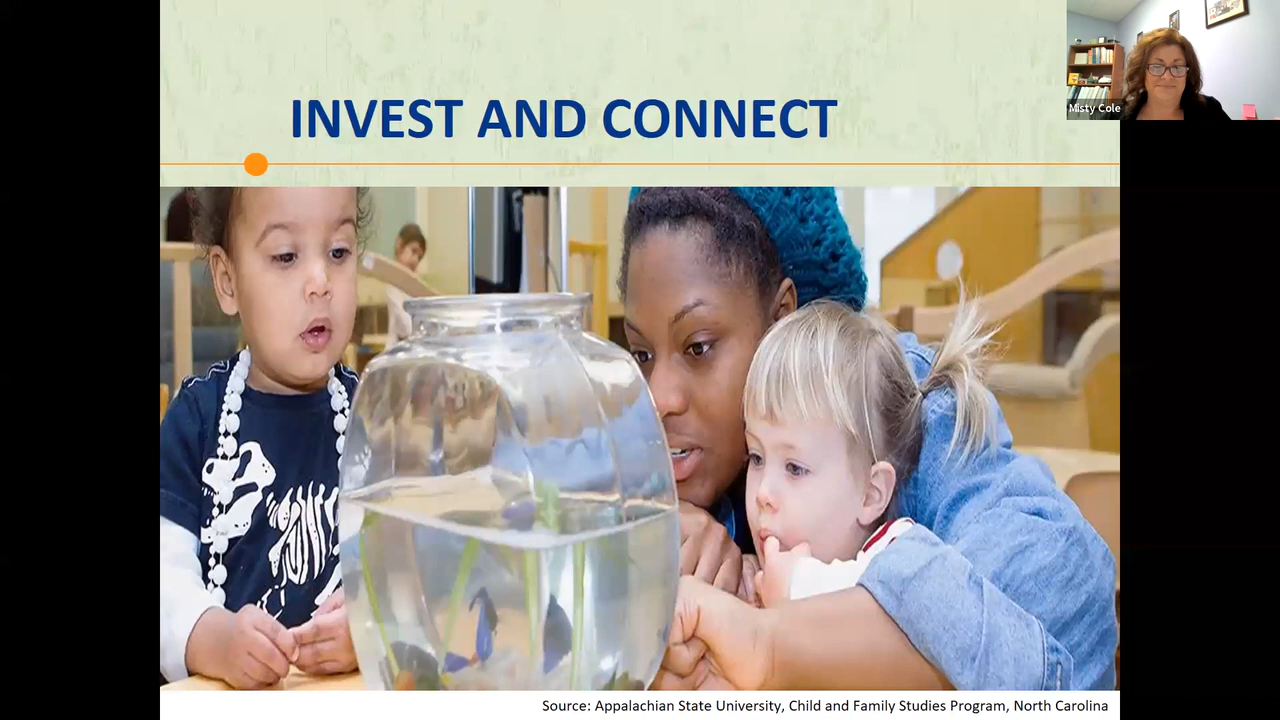 INVEST AND CONNECT
Misty Cole
Source: Appalachian State University, Child and Family Studies Program, North Carolina